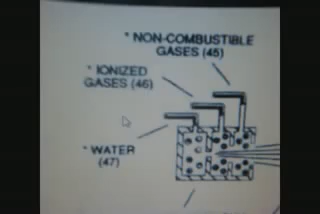 * NON-COMBUSTIBLE
GASES (45)
* IONIZED
GASES (46)
* WATER
(47)